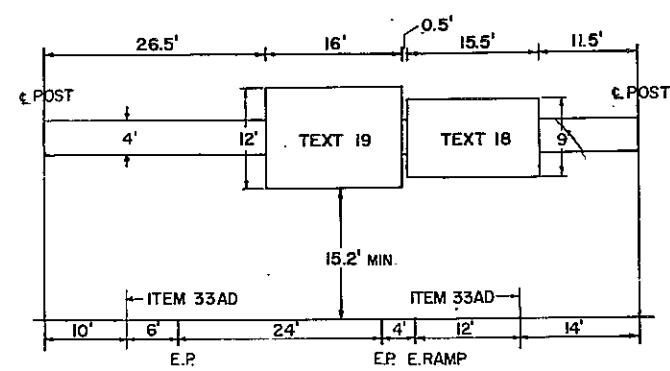 0.5'
26.5' 16' 15.5' 11.5'
℄ POST ℄ POST
4' 12' TEXT 19 TEXT 18 9'
15.2' MIN.
ITEM 33AD ITEM 33AD
10' 6' 24' 4' 12' 14'
E.P. E.P. E. RAMP